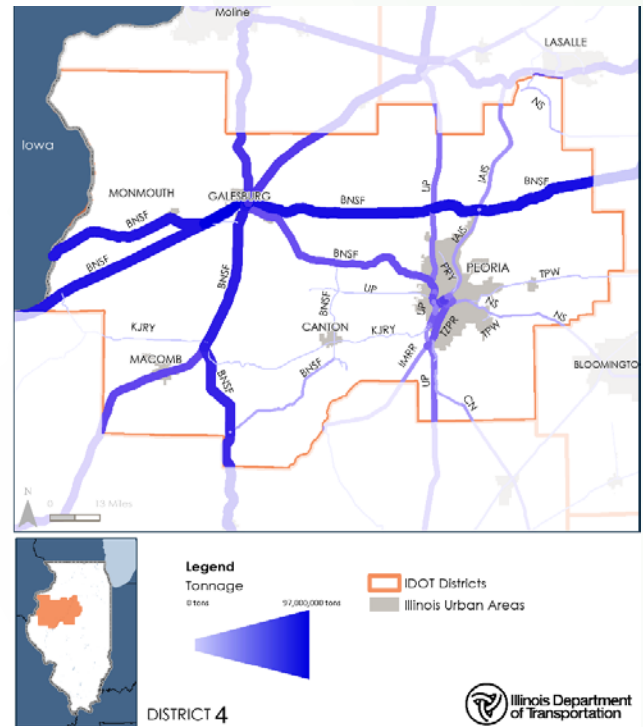 Moline
LASALLE
NS
Iowa
UP
IAIS
MONMOUTH
GALESBURG
BNSF
BNSF
BNSF
BNSF
IAIS
BNSF
BNSF
PRY
PEORIA
TPW
BNSF
UP
UP
NS
KJRY
CANTON
KJRY
TZPR
TPW
NS
MACOMB
BNSF
BNSF
IMRR
UP
CN
BLOOMINGTO
N
0 13 Miles
Legend
Tonnage
0 tons 97,000,000 tons
IDOT Districts
Illinois Urban Areas
DISTRICT 4
Illinois Department
of Transportation